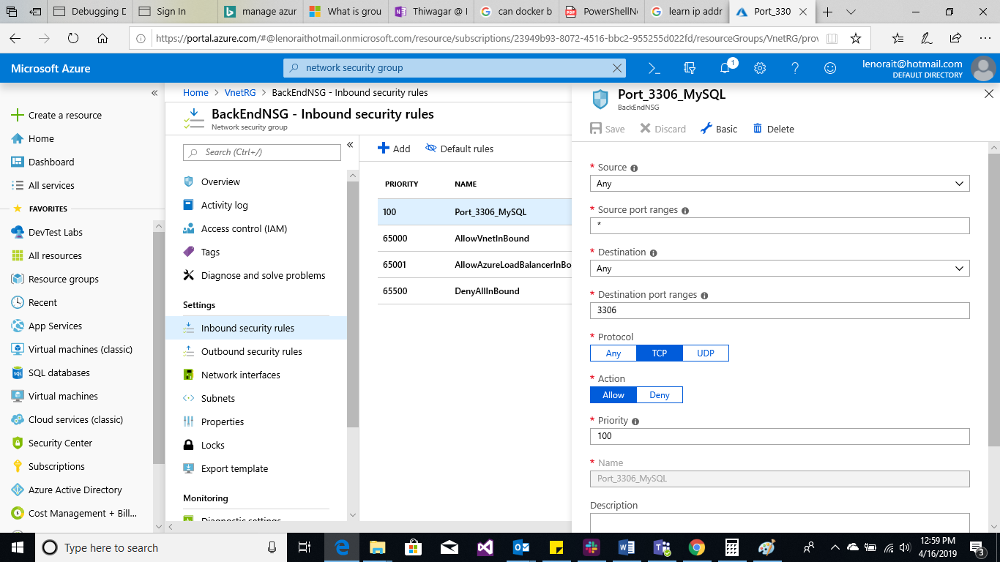 Debugging D
Sign In
manage azur
What is grou
Thiwagar @ I
can docker b
PowerShellNo
learn ip addr
Port_330
https://portal.azure.com/#@lenoraithotmail.onmicrosoft.com/resource/subscriptions/23949b93-8072-4516-bbc2-955255d022fd/resourceGroups/VnetRG/prov
Microsoft Azure
network security group
1
lenorait@hotmail.com
DEFAULT DIRECTORY
Create a resource
Home
Dashboard
All services
FAVORITES
DevTest Labs
All resources
Resource groups
Recent
App Services
Virtual machines (classic)
SQL databases
Virtual machines
Cloud services (classic)
Security Center
Subscriptions
Azure Active Directory
Cost Management + Bill...
Home > VnetRG > BackEndNSG - Inbound security rules
BackEndNSG - Inbound security rules
Network security group
Search (Ctrl+/)
Overview
Activity log
Access control (IAM)
Tags
Diagnose and solve problems
Settings
Inbound security rules
Outbound security rules
Network interfaces
Subnets
Properties
Locks
Export template
Monitoring
Diagnostic settings
Add
Default rules
PRIORITY NAME
100 Port_3306_MySQL
65000 AllowVnetInBound
65001 AllowAzureLoadBalancerInBo
65500 DenyAllInBound
Port_3306_MySQL
BackEndNSG
Save
Discard
Basic
Delete
* Source
Any
* Source port ranges
*
* Destination
Any
* Destination port ranges
3306
* Protocol
Any TCP UDP
* Action
Allow Deny
* Priority
100
* Name
Port_3306_MySQL
Description
Type here to search
12:59 PM
4/16/2019
3